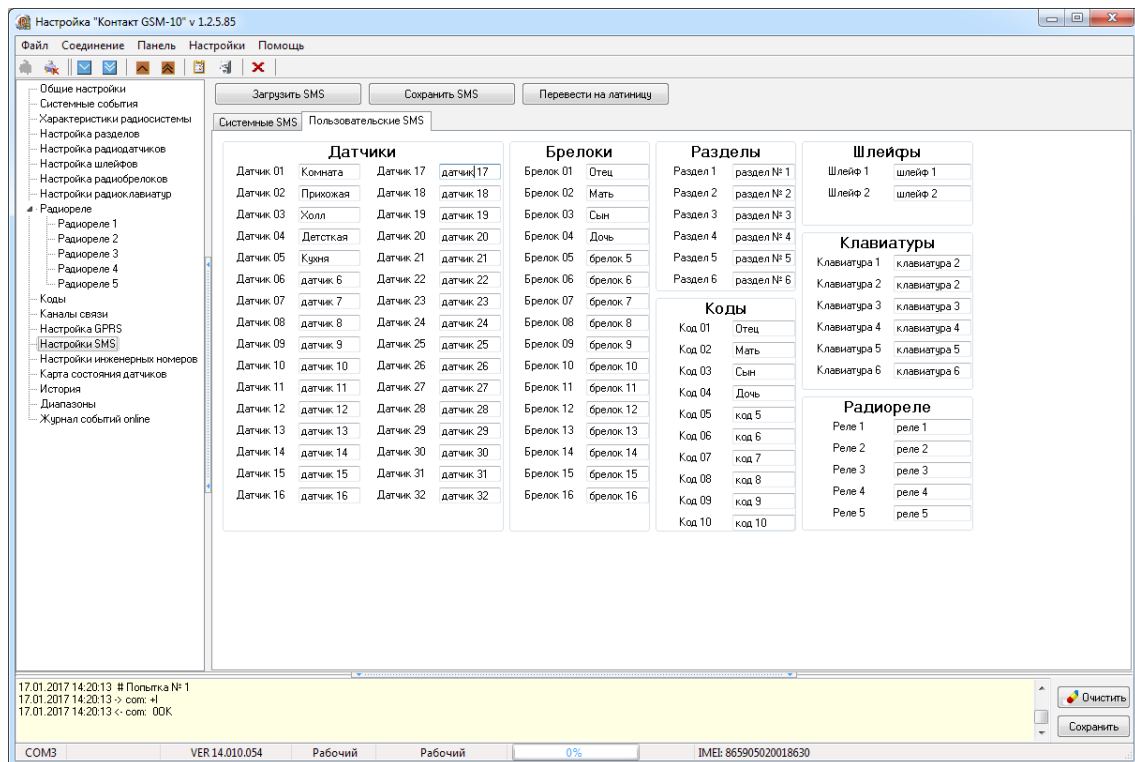 Настройка "Контакт GSM-10" v 1.2.5.85
Файл Соединение Панель Настройки Помощь
Общие настройки
Системные события
Характеристики радиосистемы
Настройка разделов
Настройка радиодатчиков
Настройка шлейфов
Настройка радиобрелоков
Настройки радиоклавиатур
Радиореле
Радиореле 1
Радиореле 2
Радиореле 3
Радиореле 4
Радиореле 5
Коды
Каналы связи
Настройка GPRS
Настройки SMS
Настройки инженерных номеров
Карта состояния датчиков
История
Диапазоны
Журнал событий online
Загрузить SMS Сохранить SMS Перевести на латиницу
Системные SMS Пользовательские SMS
Датчики
Датчик 01 Комната Датчик 17 датчик 17
Датчик 02 Прихожая Датчик 18 датчик 18
Датчик 03 Холл Датчик 19 датчик 19
Датчик 04 Детсткая Датчик 20 датчик 20
Датчик 05 Кухня Датчик 21 датчик 21
Датчик 06 датчик 6 Датчик 22 датчик 22
Датчик 07 датчик 7 Датчик 23 датчик 23
Датчик 08 датчик 8 Датчик 24 датчик 24
Датчик 09 датчик 9 Датчик 25 датчик 25
Датчик 10 датчик 10 Датчик 26 датчик 26
Датчик 11 датчик 11 Датчик 27 датчик 27
Датчик 12 датчик 12 Датчик 28 датчик 28
Датчик 13 датчик 13 Датчик 29 датчик 29
Датчик 14 датчик 14 Датчик 30 датчик 30
Датчик 15 датчик 15 Датчик 31 датчик 31
Датчик 16 датчик 16 Датчик 32 датчик 32
Брелоки
Брелок 01 Отец
Брелок 02 Мать
Брелок 03 Сын
Брелок 04 Дочь
Брелок 05 брелок 5
Брелок 06 брелок 6
Брелок 07 брелок 7
Брелок 08 брелок 8
Брелок 09 брелок 9
Брелок 10 брелок 10
Брелок 11 брелок 11
Брелок 12 брелок 12
Брелок 13 брелок 13
Брелок 14 брелок 14
Брелок 15 брелок 15
Брелок 16 брелок 16
Разделы
Раздел 1 раздел № 1
Раздел 2 раздел № 2
Раздел 3 раздел № 3
Раздел 4 раздел № 4
Раздел 5 раздел № 5
Раздел 6 раздел № 6
Коды
Код 01 Отец
Код 02 Мать
Код 03 Сын
Код 04 Дочь
Код 05 код 5
Код 06 код 6
Код 07 код 7
Код 08 код 8
Код 09 код 9
Код 10 код 10
Шлейфы
Шлейф 1 шлейф 1
Шлейф 2 шлейф 2
Клавиатуры
Клавиатура 1 клавиатура 2
Клавиатура 2 клавиатура 2
Клавиатура 3 клавиатура 3
Клавиатура 4 клавиатура 4
Клавиатура 5 клавиатура 5
Клавиатура 6 клавиатура 6
Радиореле
Реле 1 реле 1
Реле 2 реле 2
Реле 3 реле 3
Реле 4 реле 4
Реле 5 реле 5
17.01.2017 14:20:13 # Попытка № 1
17.01.2017 14:20:13 -> com: +I
17.01.2017 14:20:13 <- com: 0OK
Очистить
Сохранить
COM3 VER 14.010.054 Рабочий Рабочий 0% IMEI: 865905020018630